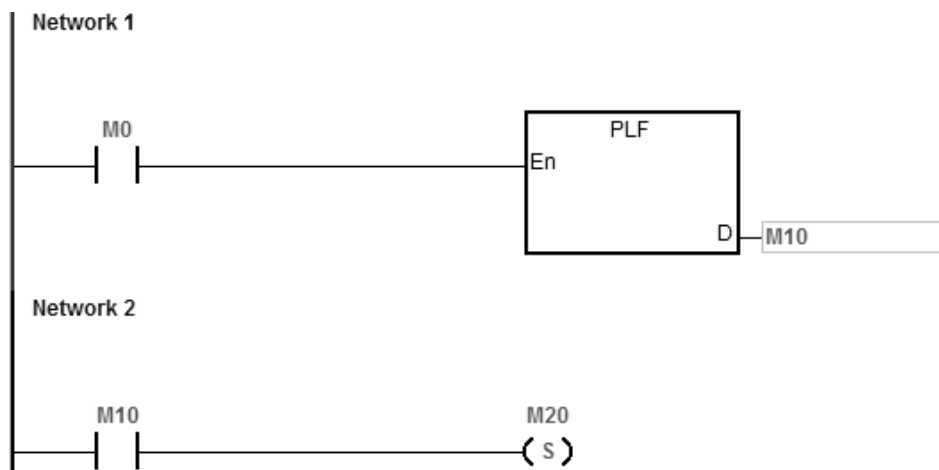 Network 1
M0
PLF
En
D
M10
Network 2
M10
M20
S